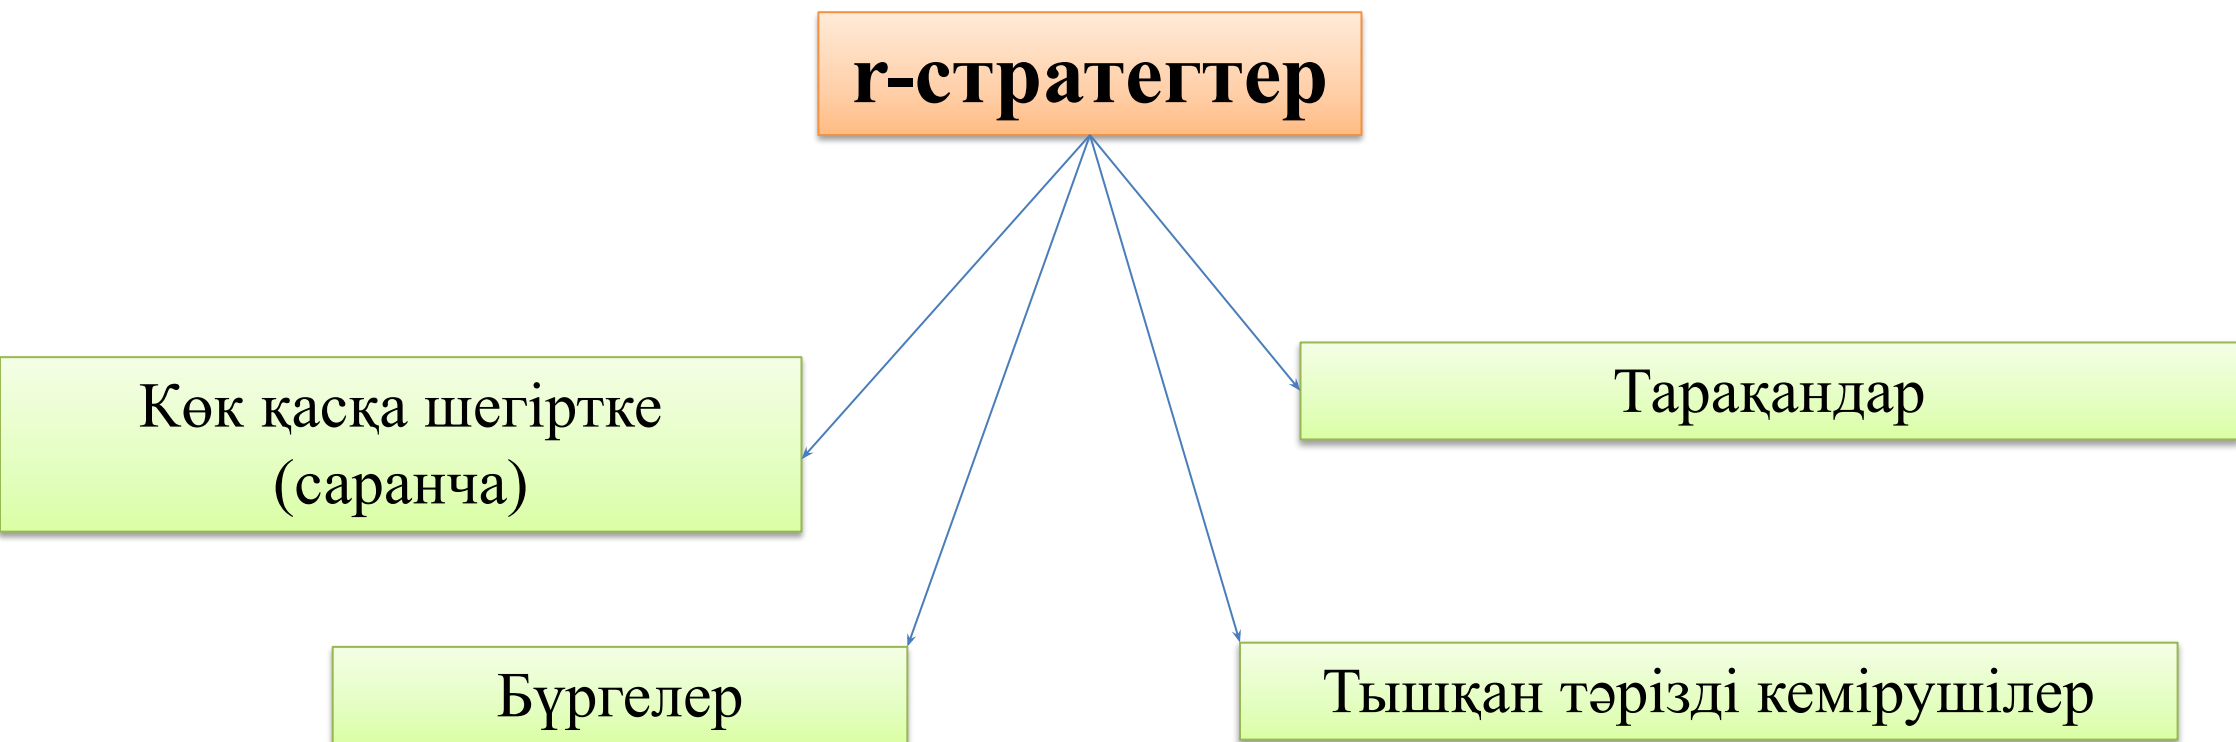 r-стратегтер
Көк қасқа шегіртке
(саранча)
Тарақандар
Бүргелер
Тышқан тәрізді кемірушілер